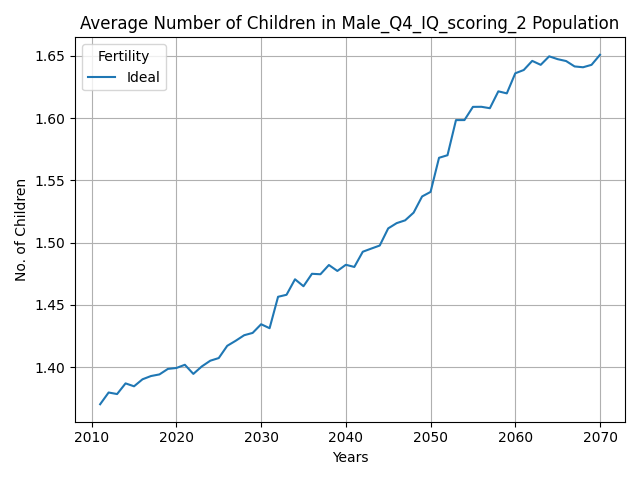 Average Number of Children in Male_Q4_IQ_scoring_2 Population
Fertility
Ideal
No. of Children
1.65
1.60
1.55
1.50
1.45
1.40
2010 2020 2030 2040 2050 2060 2070
Years